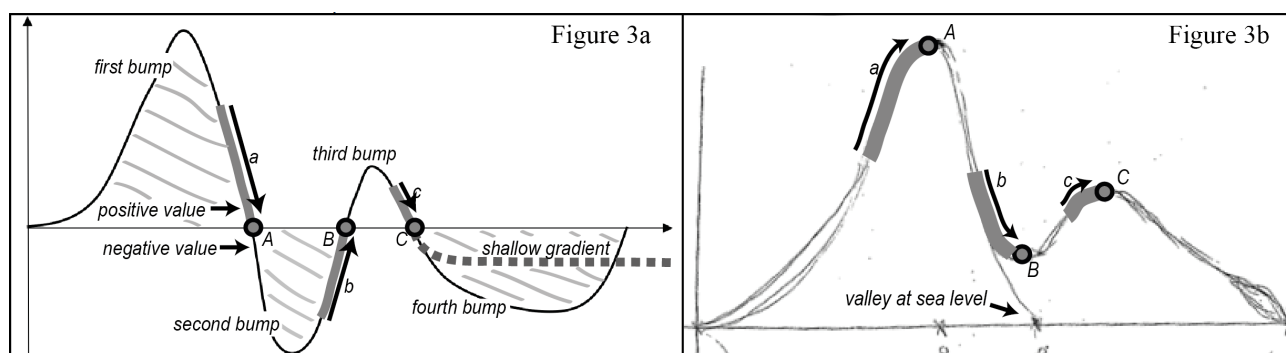 Figure 3a
first bump
a
third bump
c
positive value
A
B
C
negative value
shallow gradient
b
fourth bump
second bump
Figure 3b
A
a
b
c
C
B
valley at sea level